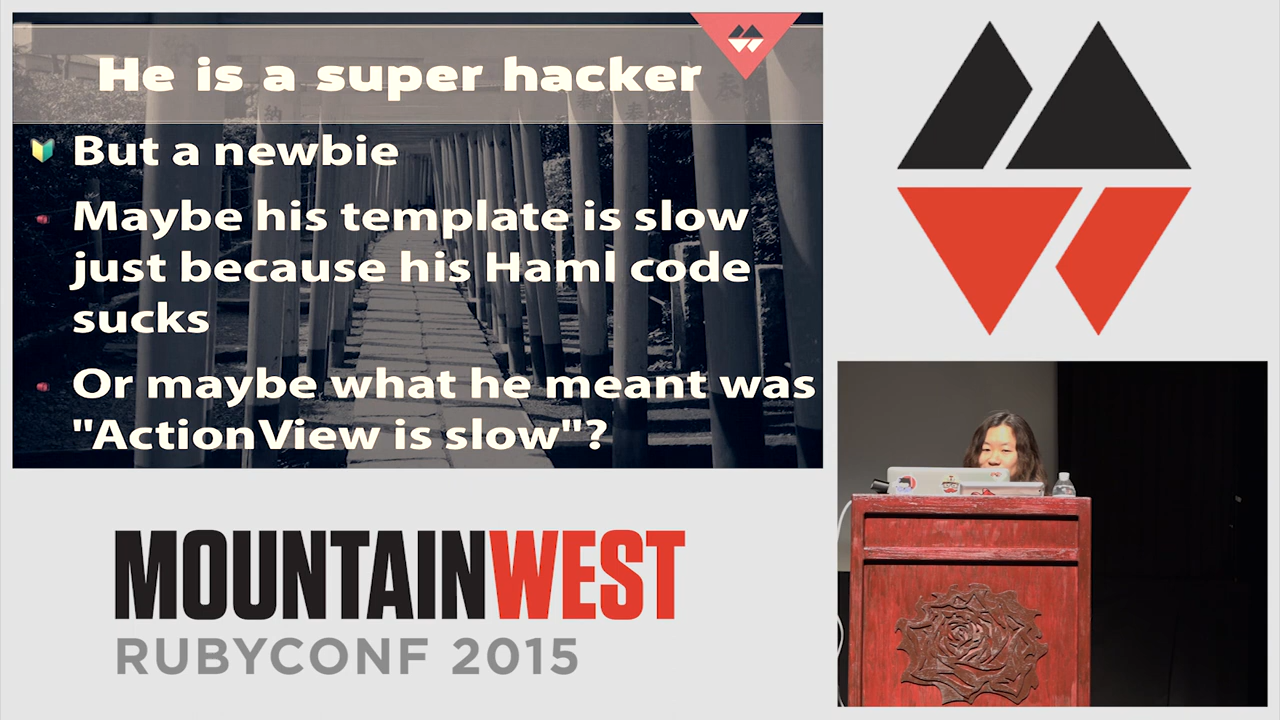 He is a super hacker
But a newbie
Maybe his template is slow
just because his Haml code
sucks
Or maybe what he meant was
"ActionView is slow"?
MOUNTAINWEST
RUBYCONF 2015